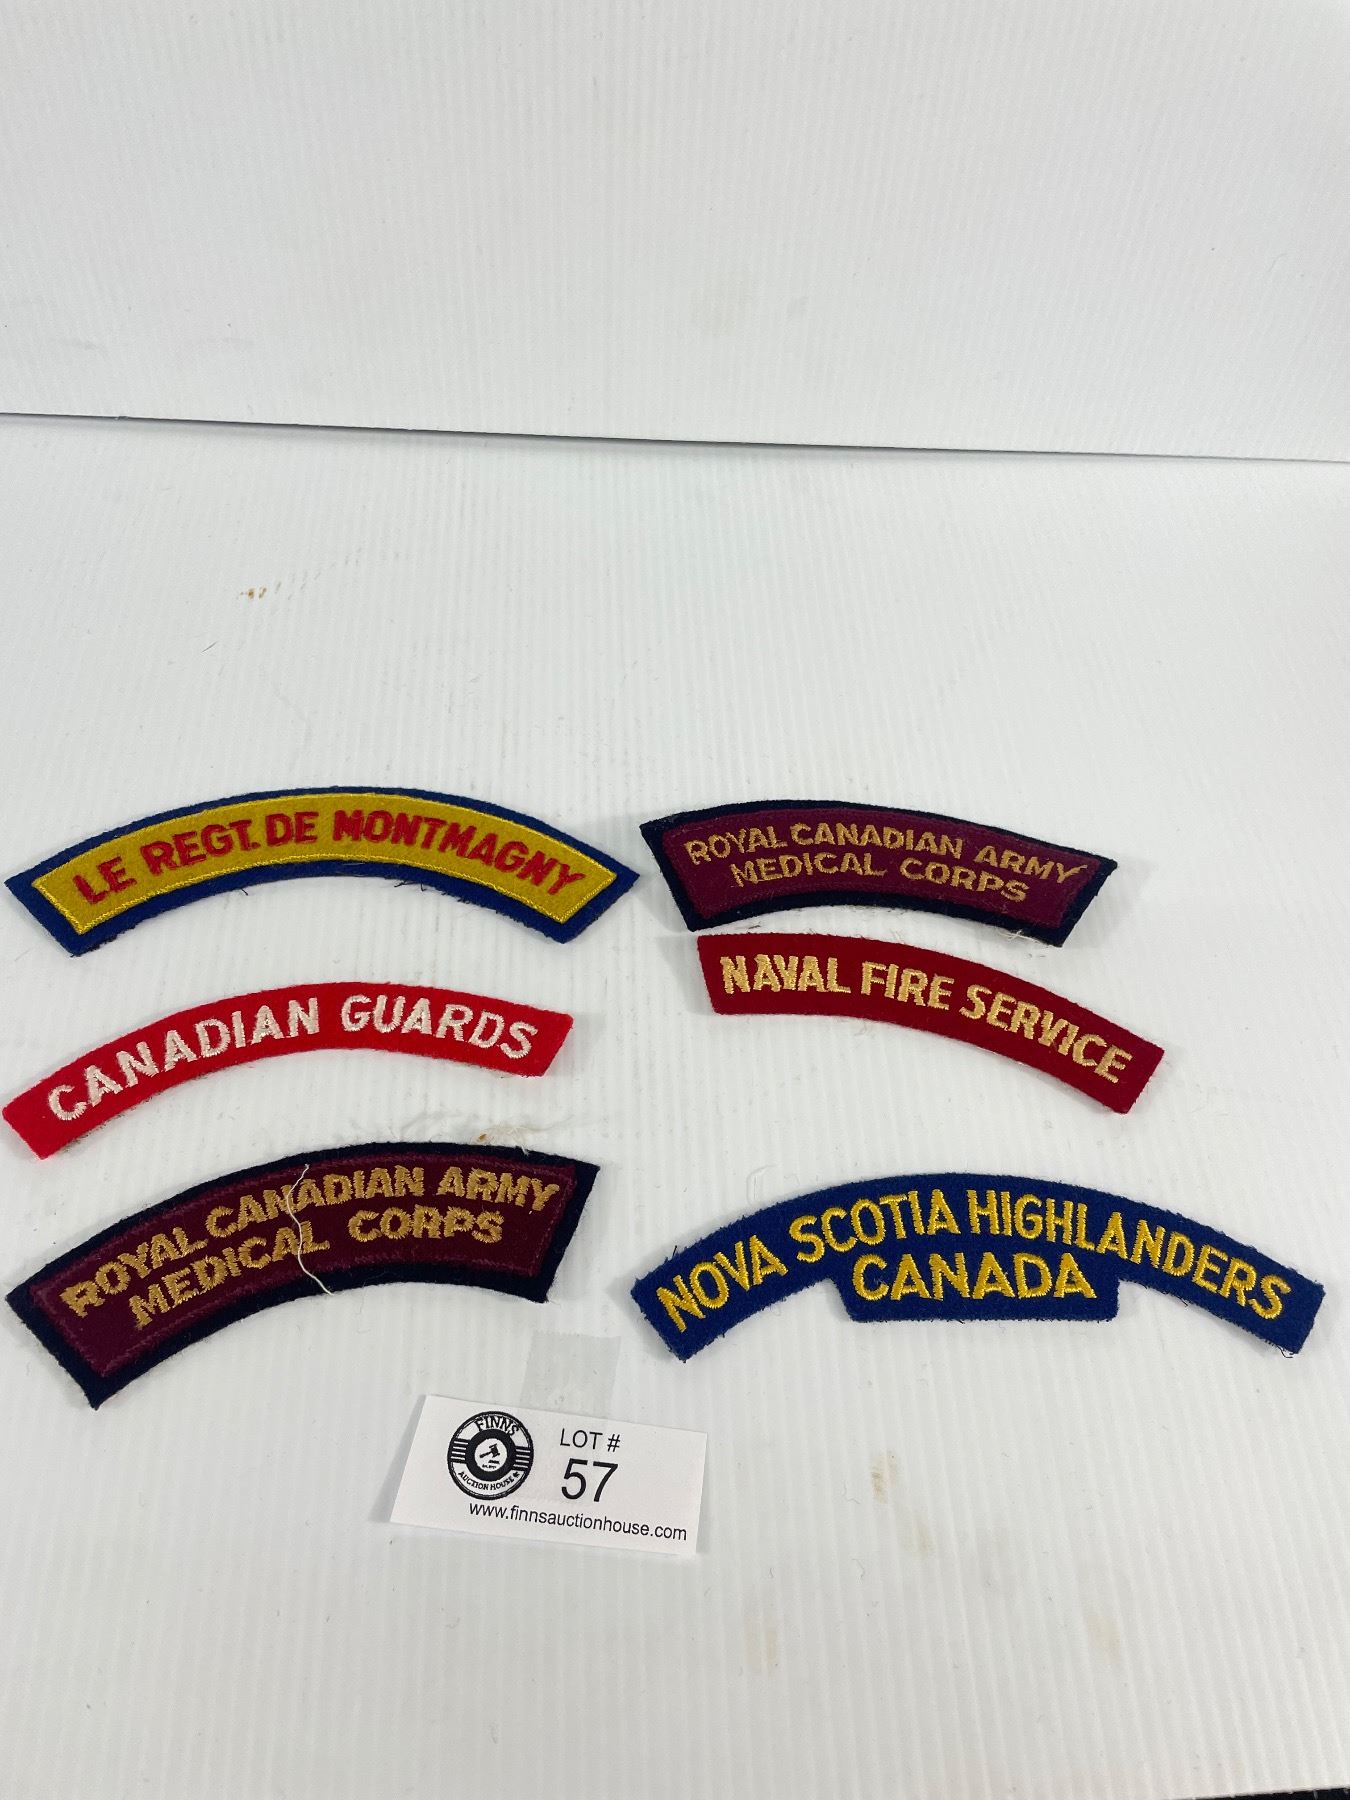 LE REGT. DE MONTMAGNY
ROYAL CANADIAN ARMY
MEDICAL CORPS
CANADIAN GUARDS
NAVAL FIRE SERVICE
ROYAL CANADIAN ARMY
MEDICAL CORPS
NOVA SCOTIA HIGHLANDERS
CANADA
FINNS
AUCTION HOUSE
LOT #
57
www.finnsauctionhouse.com